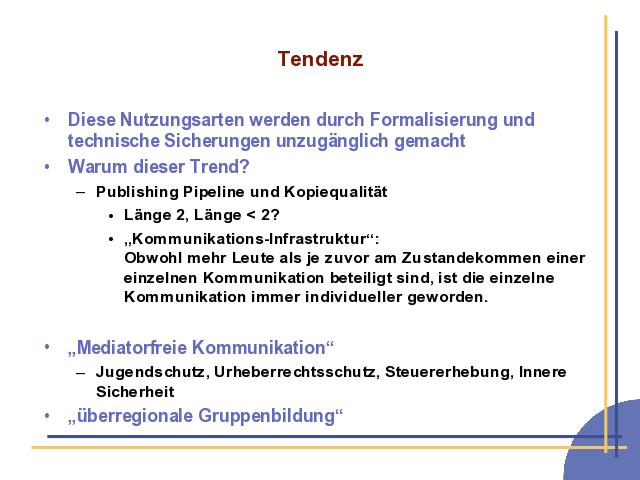 Tendenz
• Diese Nutzungsarten werden durch Formalisierung und
technische Sicherungen unzugänglich gemacht
• Warum dieser Trend?
– Publishing Pipeline und Kopiequalität
• Länge 2, Länge < 2?
• „Kommunikations-Infrastruktur“:
Obwohl mehr Leute als je zuvor am Zustandekommen einer
einzelnen Kommunikation beteiligt sind, ist die einzelne
Kommunikation immer individueller geworden.
• „Mediatorfreie Kommunikation“
– Jugendschutz, Urheberrechtsschutz, Steuererhebung, Innere
Sicherheit
• „überregionale Gruppenbildung“